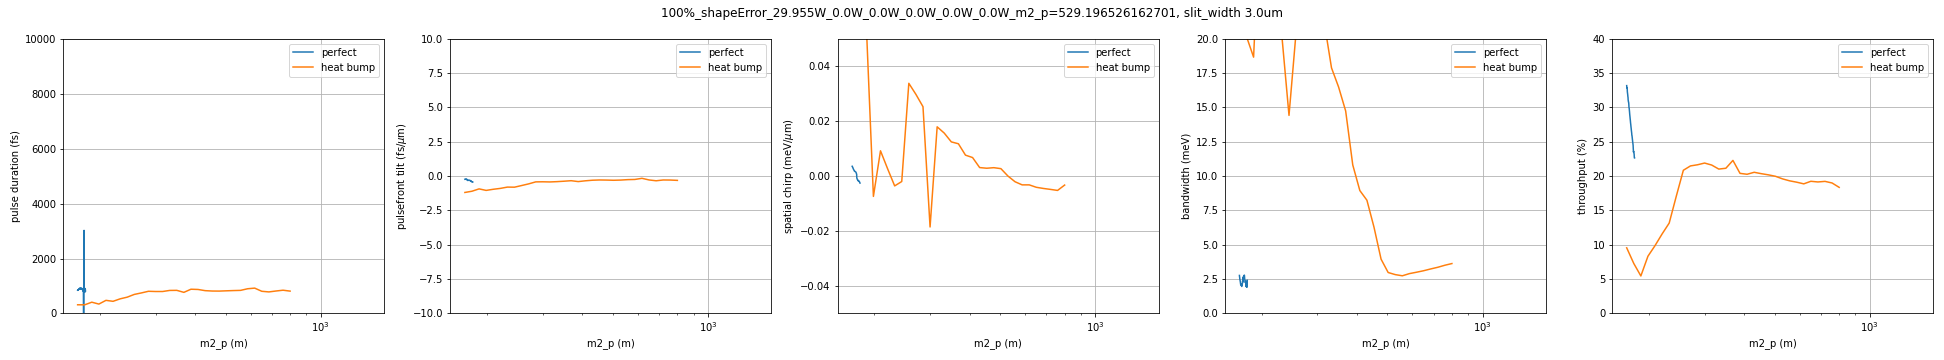 100%_shapeError_29.955W_0.0W_0.0W_0.0W_0.0W_0.0W_m2_p=529.196526162701, slit_width 3.0um
pulse duration (fs)
10000
8000
6000
4000
2000
0
perfect
heat bump
10³
m2_p (m)
pulsefront tilt (fs/μm)
10.0
7.5
5.0
2.5
0.0
−2.5
−5.0
−7.5
−10.0
perfect
heat bump
10³
m2_p (m)
spatial chirp (meV/μm)
0.04
0.02
0.00
−0.02
−0.04
perfect
heat bump
10³
m2_p (m)
bandwidth (meV)
20.0
17.5
15.0
12.5
10.0
7.5
5.0
2.5
0.0
perfect
heat bump
10³
m2_p (m)
throughput (%)
40
35
30
25
20
15
10
5
0
perfect
heat bump
10³
m2_p (m)